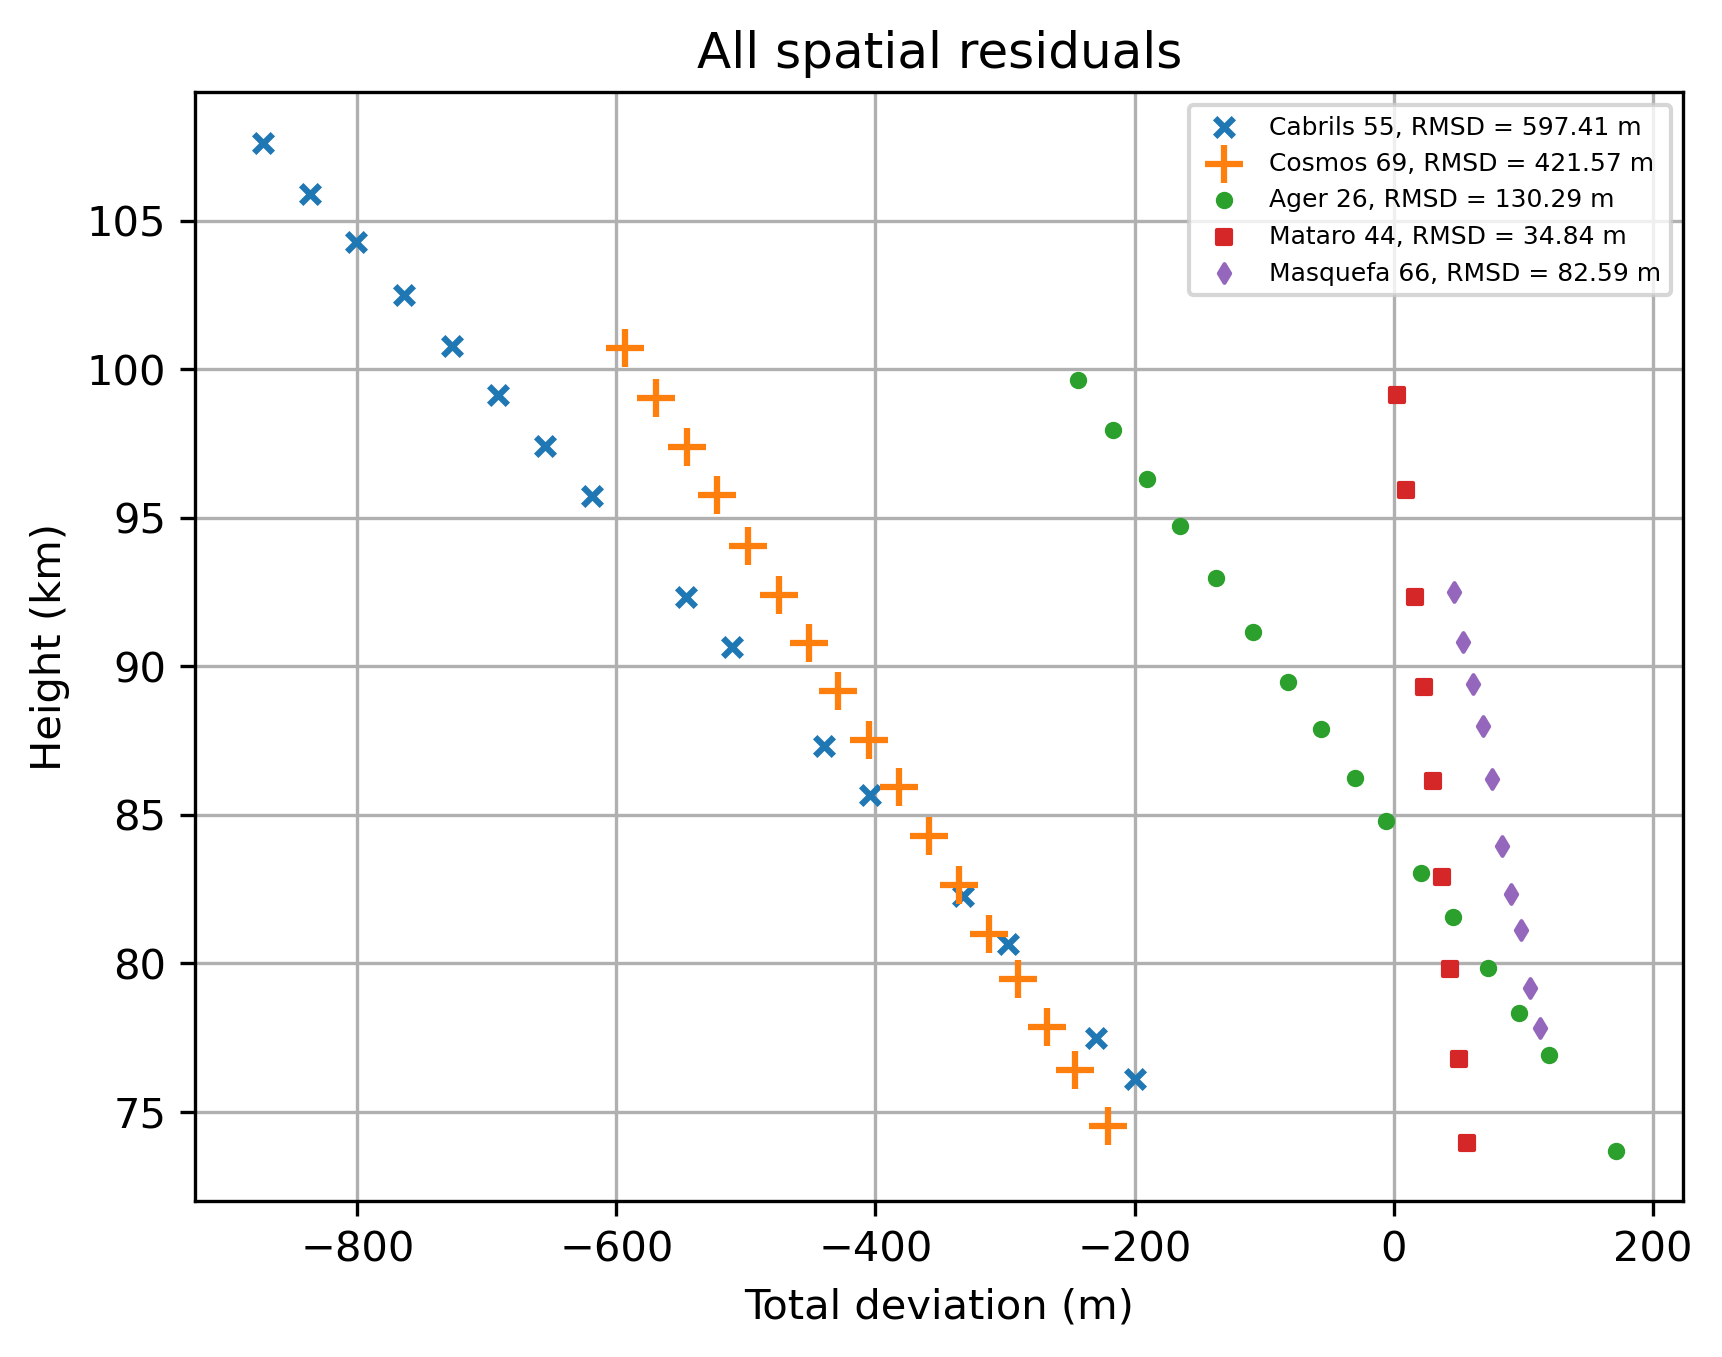 All spatial residuals
Cabrils 55, RMSD = 597.41 m
Cosmos 69, RMSD = 421.57 m
Ager 26, RMSD = 130.29 m
Mataro 44, RMSD = 34.84 m
Masquefa 66, RMSD = 82.59 m
105
100
95
90
85
80
75
Height (km)
−800 −600 −400 −200 0 200
Total deviation (m)